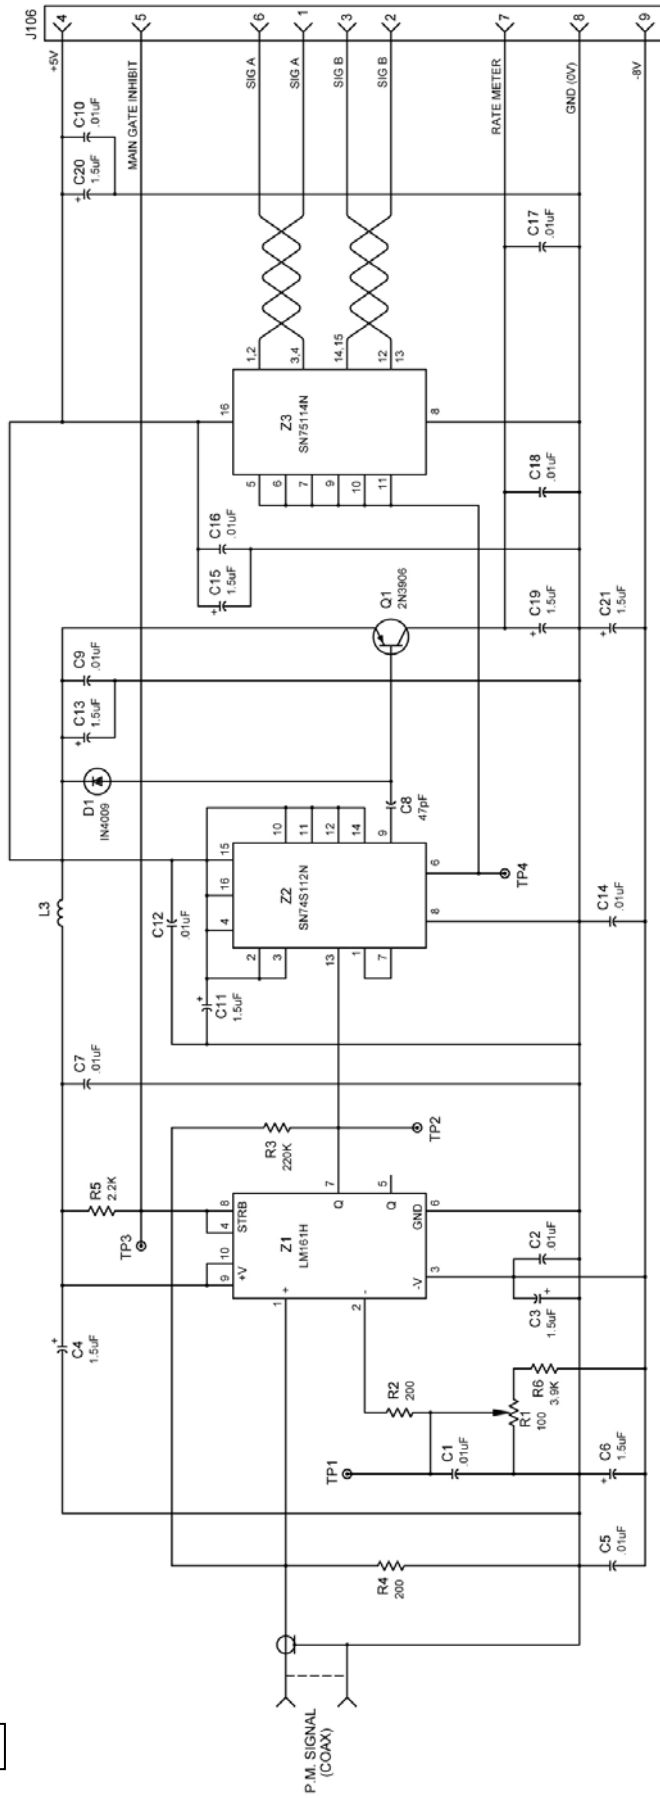 J106
4
5
6
1
3
2
7
8
9
+5V
MAIN GATE INHIBIT
SIG A
SIG A
SIG B
SIG B
RATE METER
GND (0V)
-8V
C10
.01uF
C20
1.5uF
+
C17
.01uF
1,2
3,4
14,15
12
13
16
Z3
SN75114N
8
5
6
7
9
10
11
C18
.01uF
C16
.01uF
C15
1.5uF
+
Q1
2N3906
C19
1.5uF
+
C21
1.5uF
+
C9
.01uF
C13
1.5uF
+
D1
IN4009
C8
47pF
10
11
12
14
9
15
16
4
Z2
SN74S112N
6
8
2
3
13
1
7
TP4
C14
.01uF
L3
C12
.01uF
C11
1.5uF
+
C7
.01uF
R3
220K
TP2
R5
2.2K
TP3
8
4
STRB
10
9
+V
Z1
LM161H
7
Q
5
Q
GND
6
1
+
2
-
-V
3
C2
.01uF
C3
1.5uF
+
C4
1.5uF
+
R2
200
R1
100
R6
3.9K
TP1
C1
.01uF
C6
1.5uF
+
R4
200
C5
.01uF
P.M. SIGNAL
(COAX)